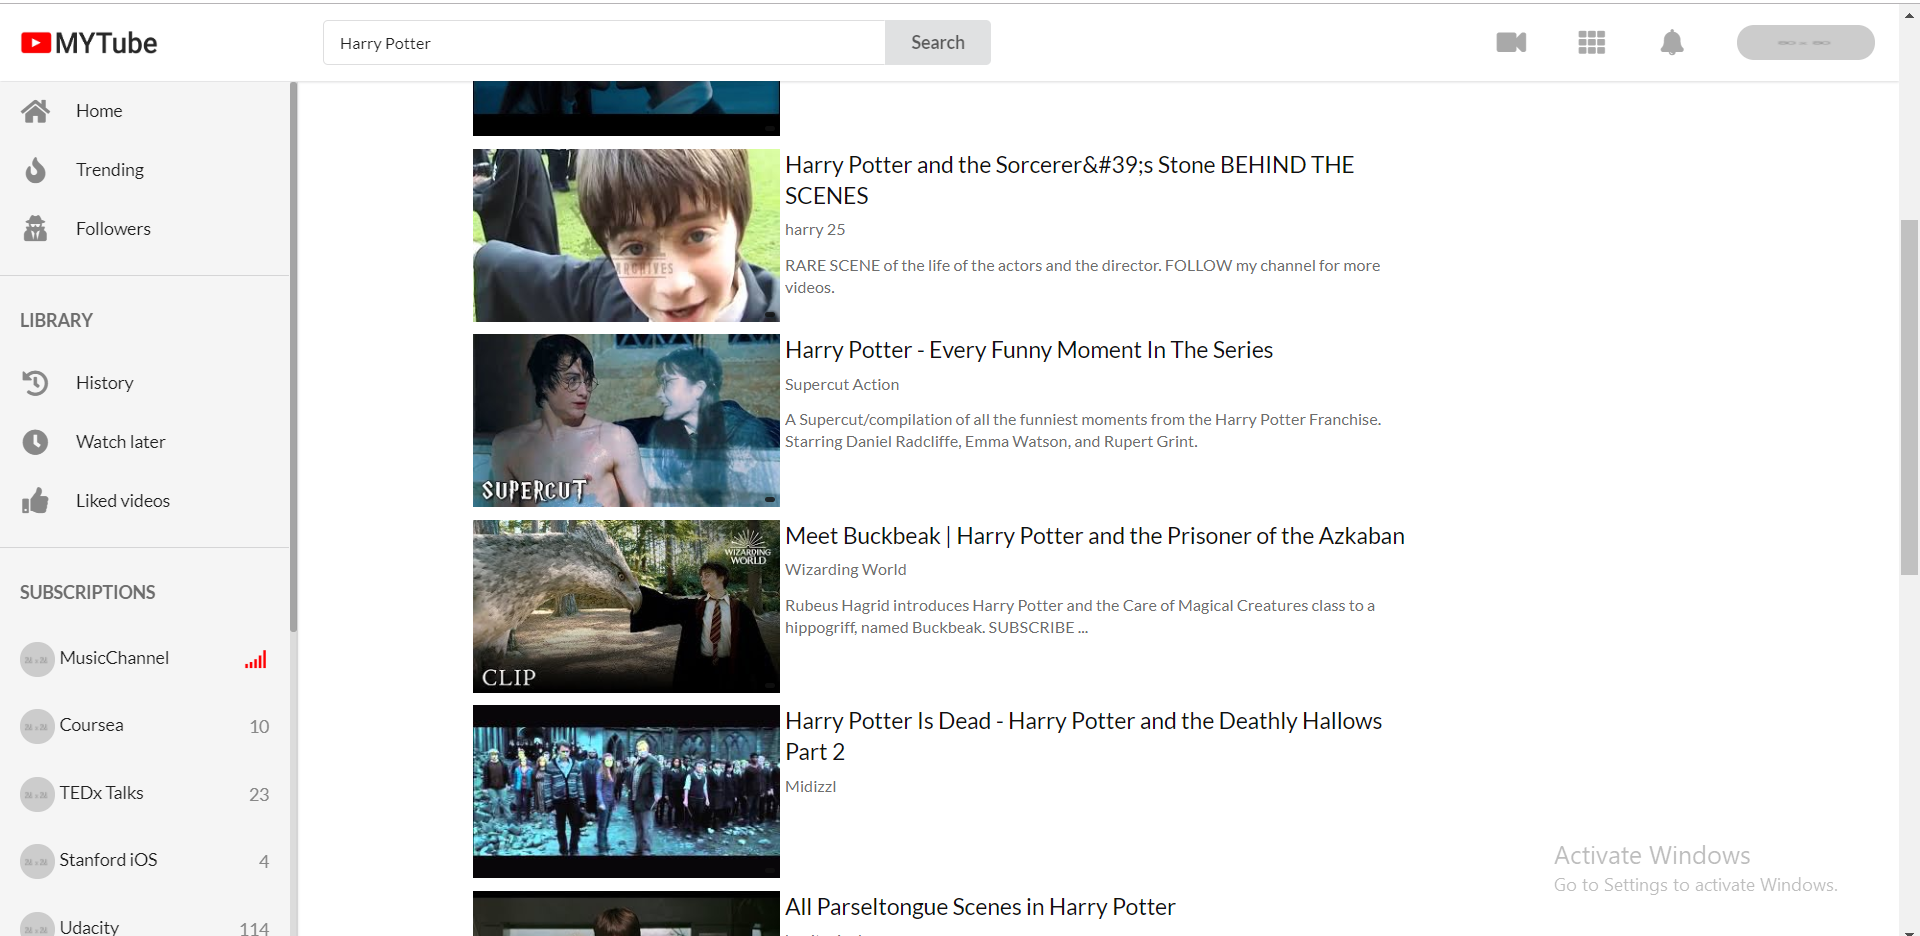 MYTube
Harry Potter
Search
Home
Trending
Followers
LIBRARY
History
Watch later
Liked videos
SUBSCRIPTIONS
MusicChannel
Coursea 10
TEDx Talks 23
Stanford iOS 4
Udacity 114
ARCHIVES
Harry Potter and the Sorcerer&#39;s Stone BEHIND THE
SCENES
harry 25
RARE SCENE of the life of the actors and the director. FOLLOW my channel for more
videos.
SUPERCUT
Harry Potter - Every Funny Moment In The Series
Supercut Action
A Supercut/compilation of all the funniest moments from the Harry Potter Franchise.
Starring Daniel Radcliffe, Emma Watson, and Rupert Grint.
WIZARDING
WORLD
CLIP
Meet Buckbeak | Harry Potter and the Prisoner of the Azkaban
Wizarding World
Rubeus Hagrid introduces Harry Potter and the Care of Magical Creatures class to a
hippogriff, named Buckbeak. SUBSCRIBE ...
Harry Potter Is Dead - Harry Potter and the Deathly Hallows
Part 2
Midizzl
All Parseltongue Scenes in Harry Potter
Activate Windows
Go to Settings to activate Windows.